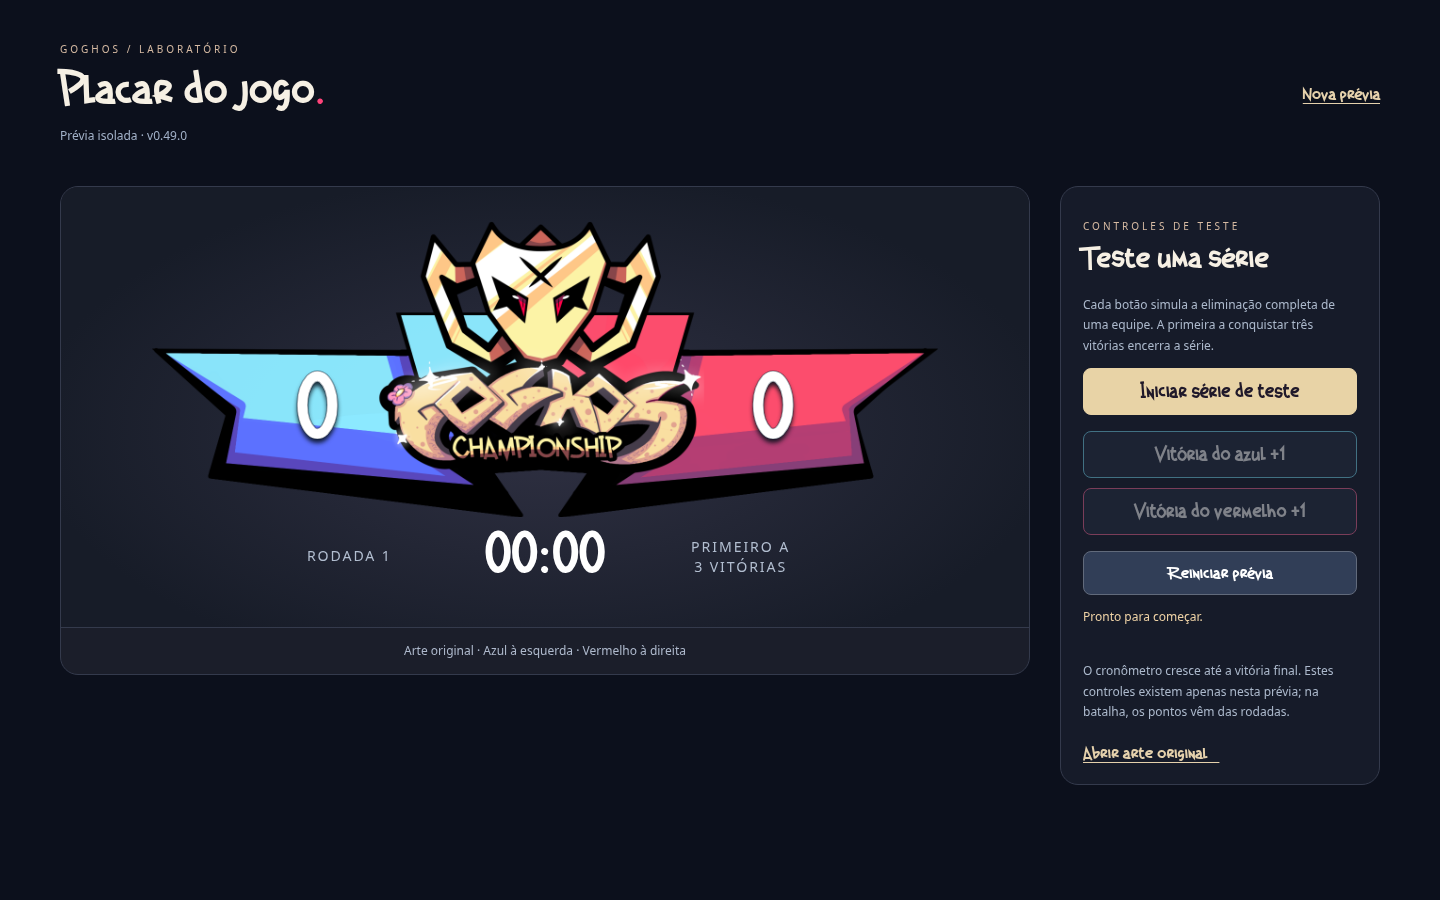 GOGHOS / LABORATÓRIO
Placar do jogo.
Prévia isolada · v0.49.0
Nova prévia
0
GOGHOS
CHAMPIONSHIP
0
RODADA 1
00:00
PRIMEIRO A
3 VITÓRIAS
Arte original · Azul à esquerda · Vermelho à direita
CONTROLES DE TESTE
Teste uma série
Cada botão simula a eliminação completa de
uma equipe. A primeira a conquistar três
vitórias encerra a série.
Iniciar série de teste
Vitória do azul +1
Vitória do vermelho +1
Reiniciar prévia
Pronto para começar.
O cronômetro cresce até a vitória final. Estes
controles existem apenas nesta prévia; na
batalha, os pontos vêm das rodadas.
Abrir arte original